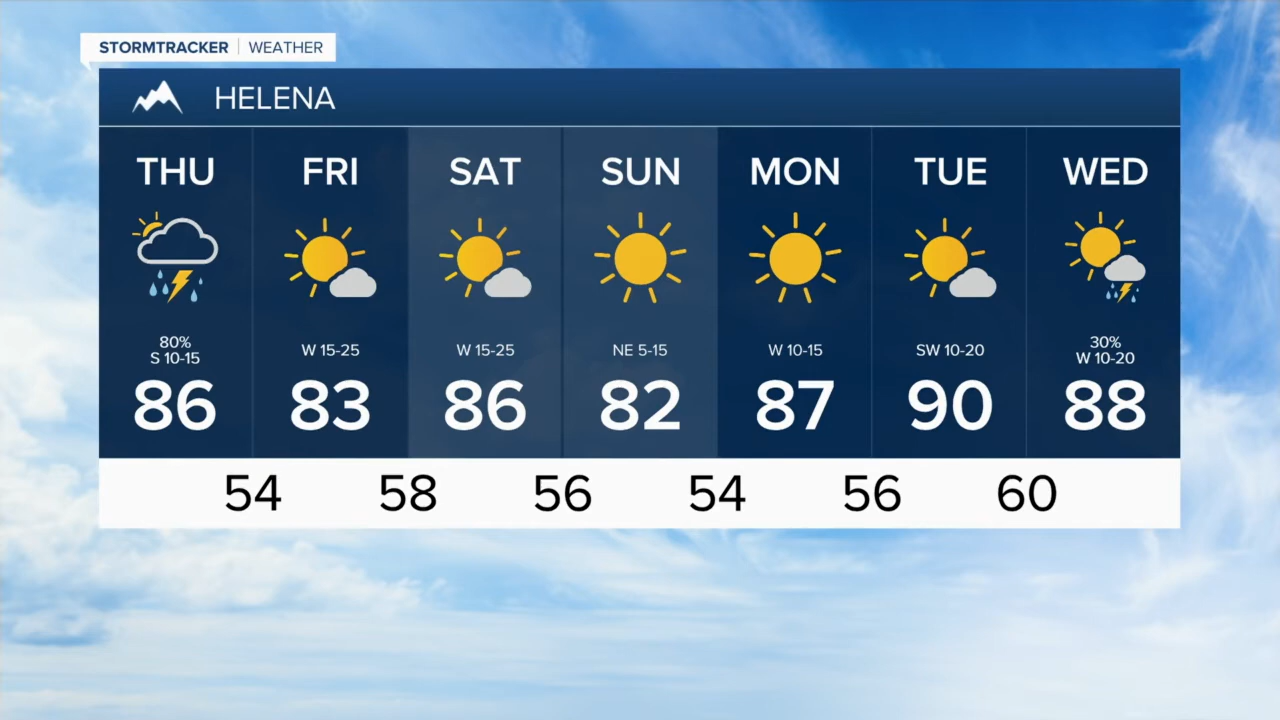 STORMTRACKER | WEATHER
HELENA
THU FRI SAT SUN MON TUE WED
80% 30%
S 10-15 W 15-25 W 15-25 NE 5-15 W 10-15 SW 10-20 W 10-20
86 83 86 82 87 90 88
54 58 56 54 56 60